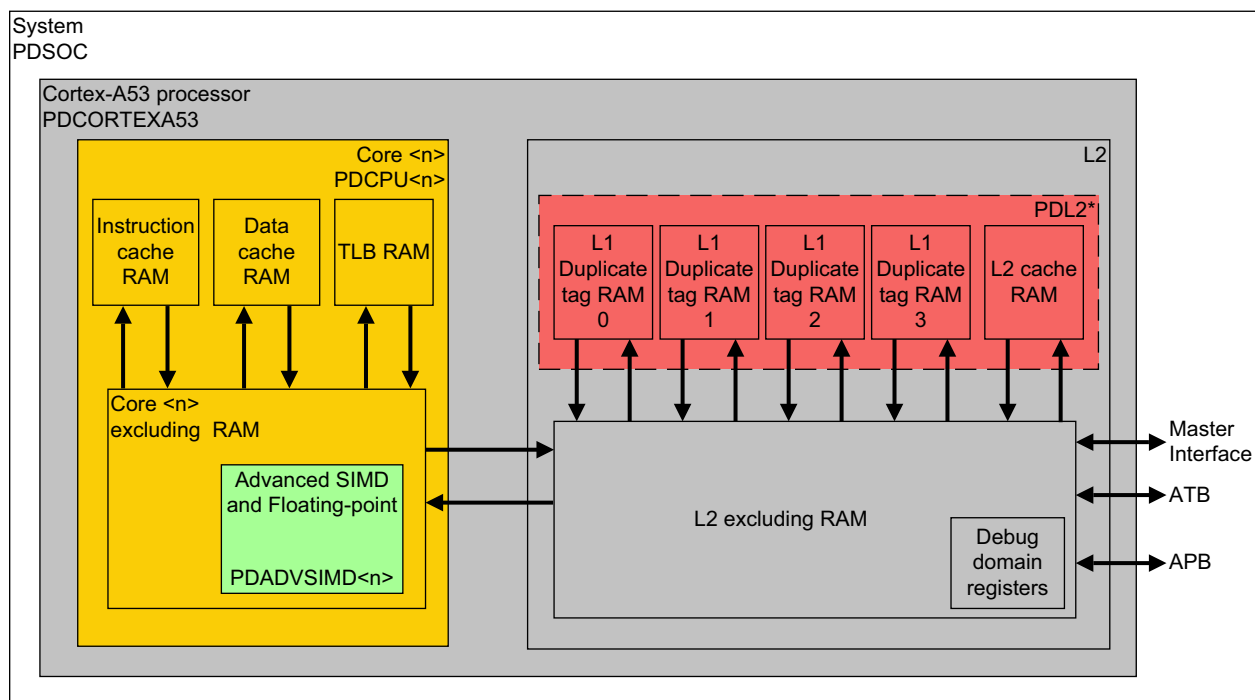 System
PDSOC
Cortex-A53 processor
PDCORTEXA53
Core <n>
PDCPU<n>
Instruction
cache
RAM
Data
cache
RAM
TLB RAM
Core <n>
excluding RAM
Advanced SIMD
and Floating-point
PDADVSIMD<n>
L2
PDL2*
L1
Duplicate
tag RAM
0
L1
Duplicate
tag RAM
1
L1
Duplicate
tag RAM
2
L1
Duplicate
tag RAM
3
L2 cache
RAM
L2 excluding RAM
Debug
domain
registers
Master
Interface
ATB
APB